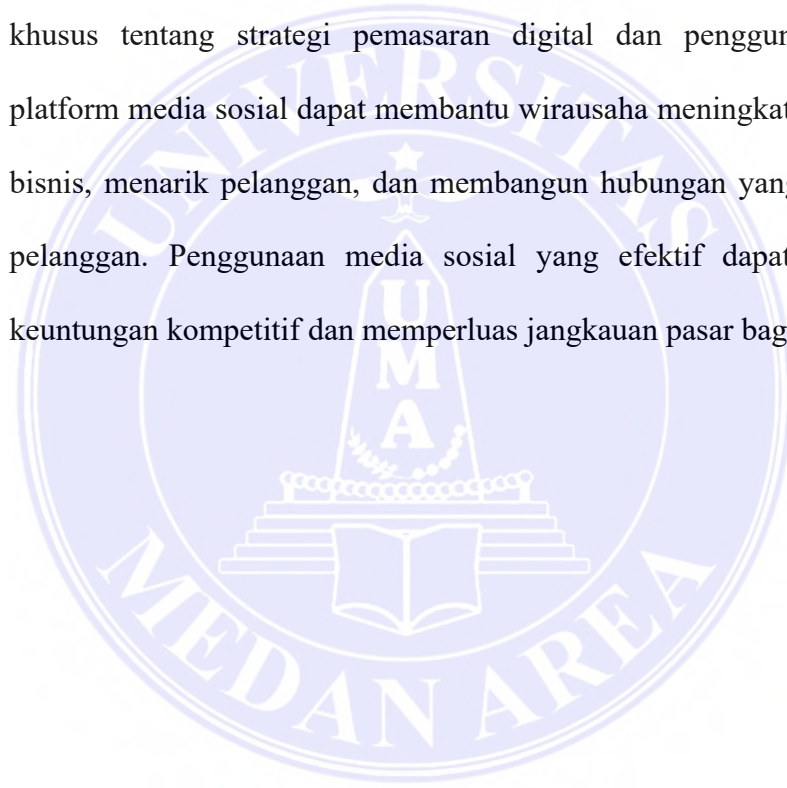 khusus tentang strategi pemasaran digital dan penggun
platform media sosial dapat membantu wirausaha meningkat
bisnis, menarik pelanggan, dan membangun hubungan yang
pelanggan. Penggunaan media sosial yang efektif dapat
keuntungan kompetitif dan memperluas jangkauan pasar bag
UNIVERSITAS
UMA
MEDAN AREA